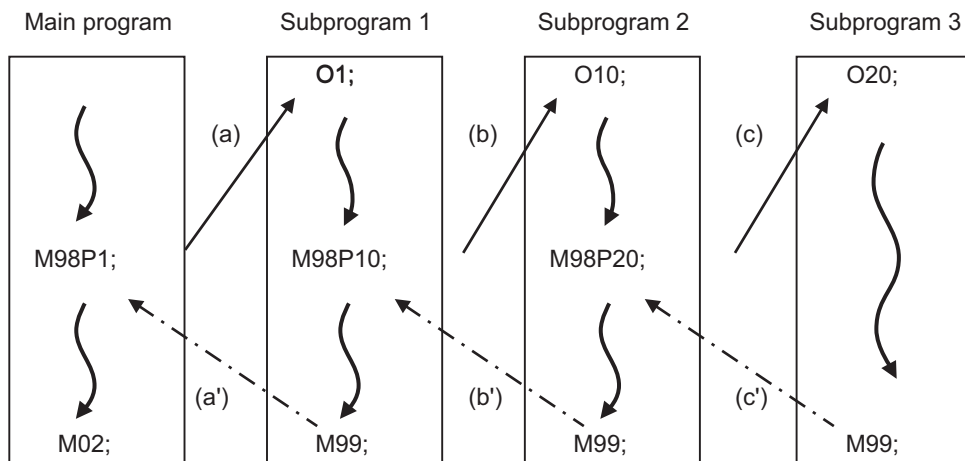 Main program
Subprogram 1
Subprogram 2
Subprogram 3
O1;
O10;
O20;
(a)
(b)
(c)
M98P1;
M98P10;
M98P20;
(a')
(b')
(c')
M02;
M99;
M99;
M99;